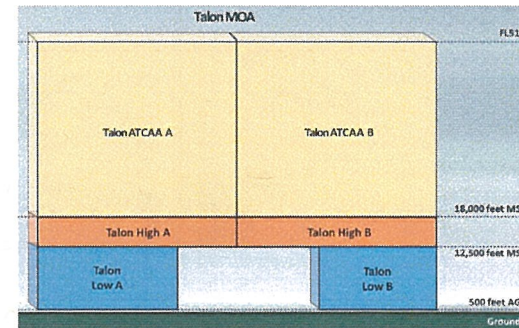 Talon MOA
FL51
Talon ATCAA A
Talon ATCAA B
18,000 feet MS
Talon High A
Talon High B
12,500 feet MS
Talon
Low A
Talon
Low B
500 feet AG
Ground